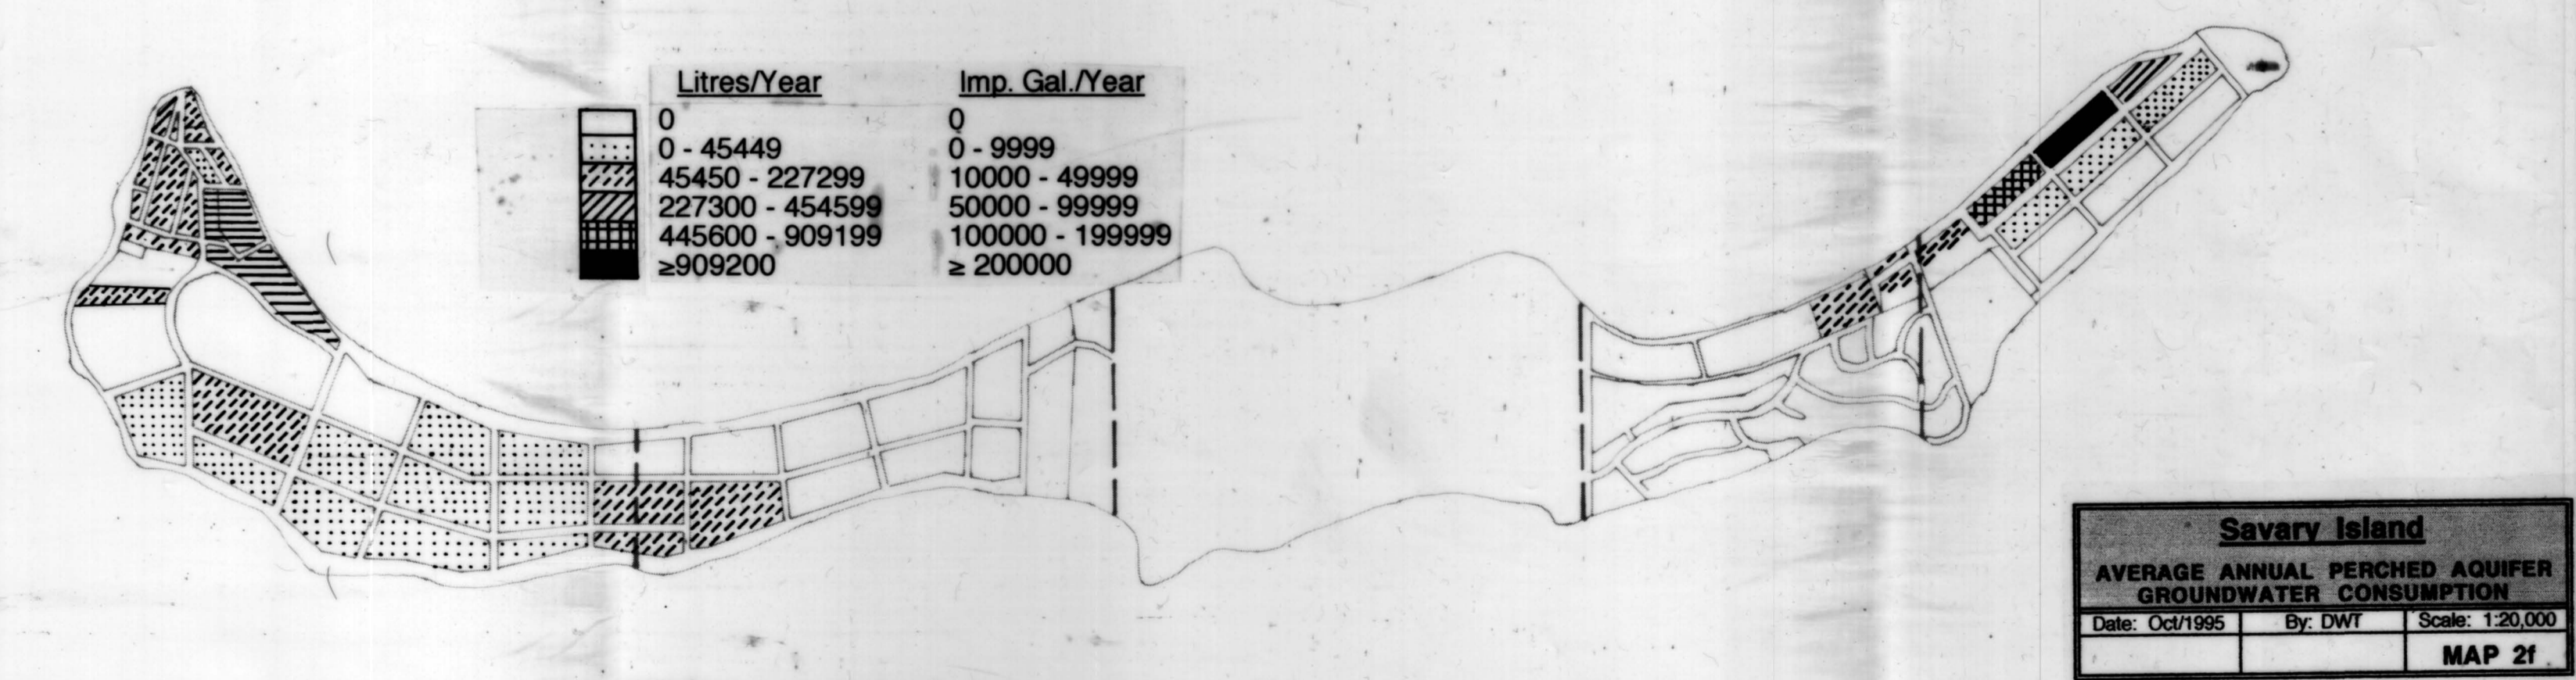 Litres/Year Imp. Gal./Year
0 0
0 - 45449 0 - 9999
45450 - 227299 10000 - 49999
227300 - 454599 50000 - 99999
445600 - 909199 100000 - 199999
≥909200 ≥ 200000
Savary Island
AVERAGE ANNUAL PERCHED AQUIFER
GROUNDWATER CONSUMPTION
Date: Oct/1995 By: DWT Scale: 1:20,000
MAP 2f